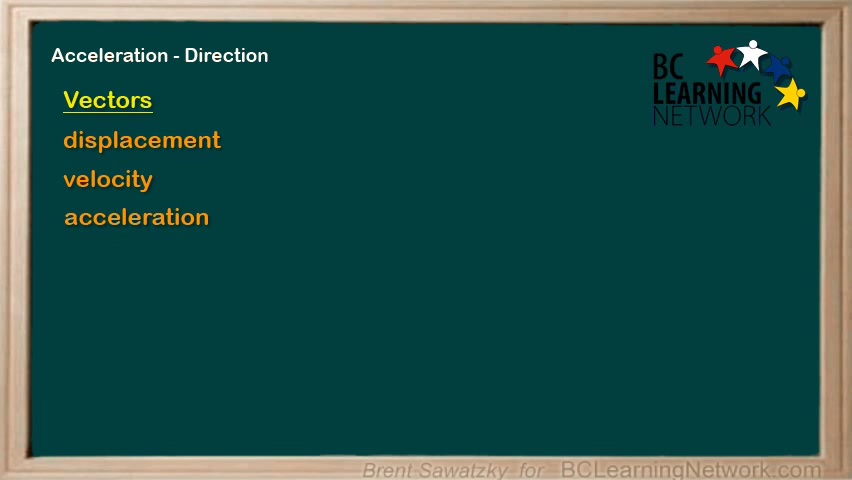 Acceleration - Direction
Vectors
displacement
velocity
acceleration
BC
LEARNING
NETWORK
Brent Sawatzky for BCLearningNetwork.com